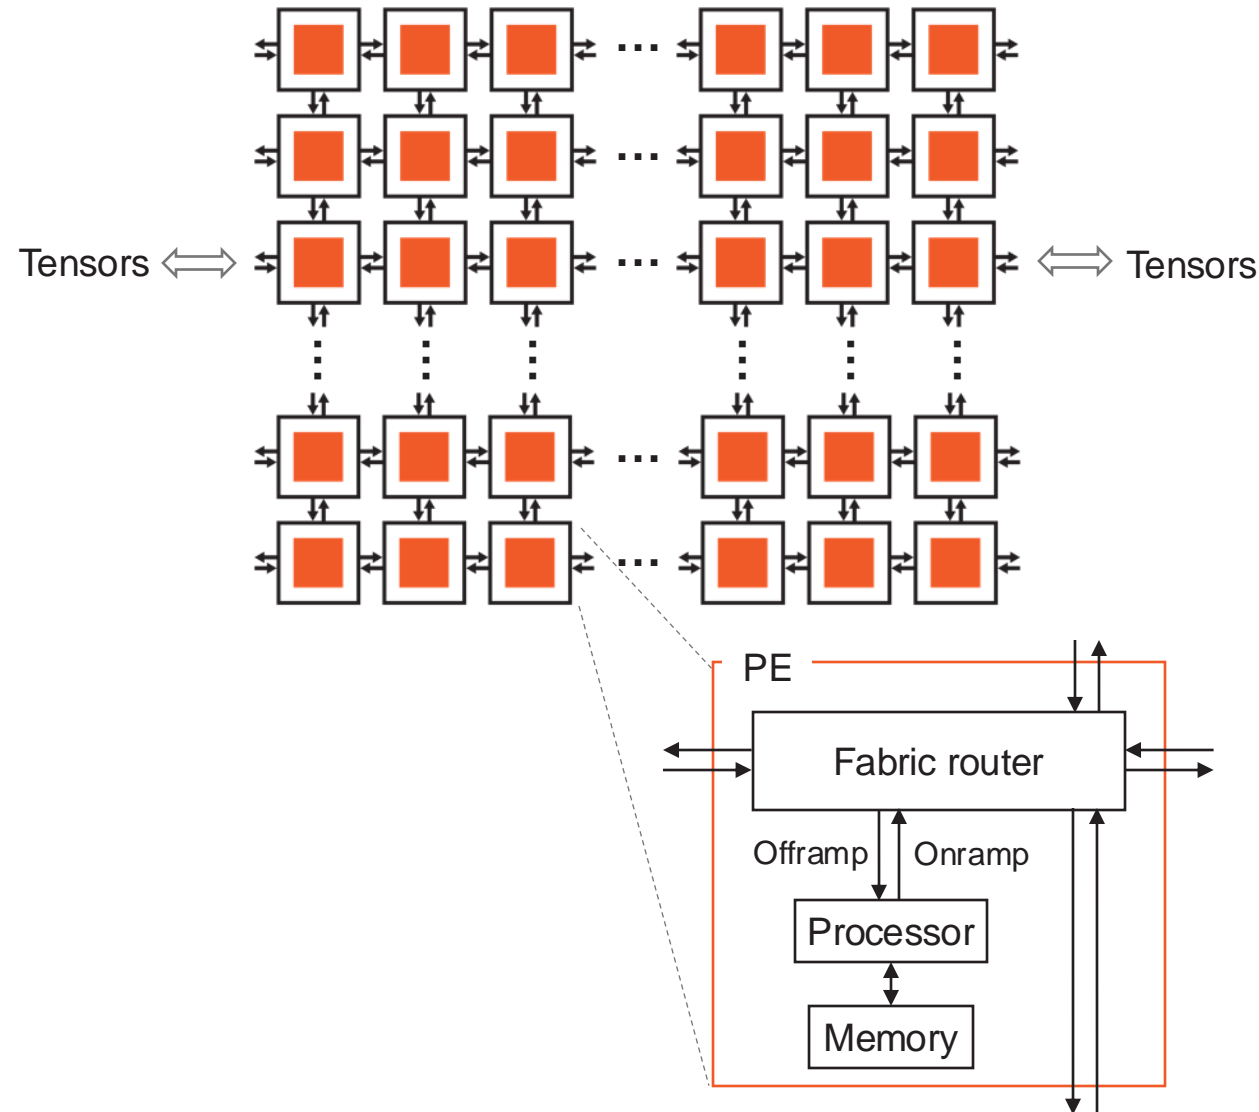 Tensors
Tensors
PE
Fabric router
Offramp
Onramp
Processor
Memory